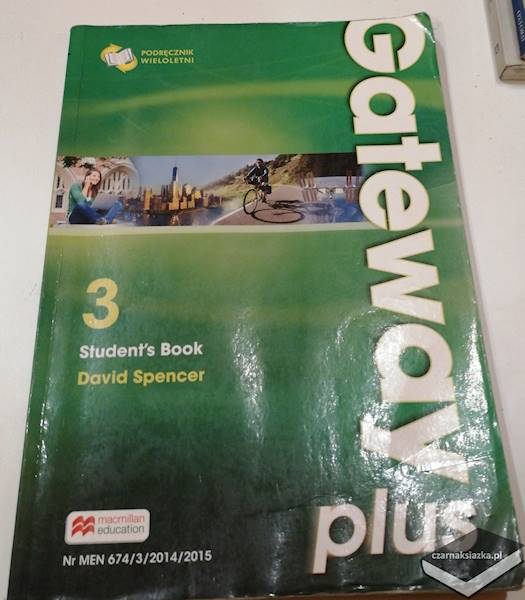 PODRĘCZNIK
WIELOLETNI
Gateway
plus
3
Student's Book
David Spencer
macmillan
education
Nr MEN 674/3/2014/2015
czarnaksiazka.pl